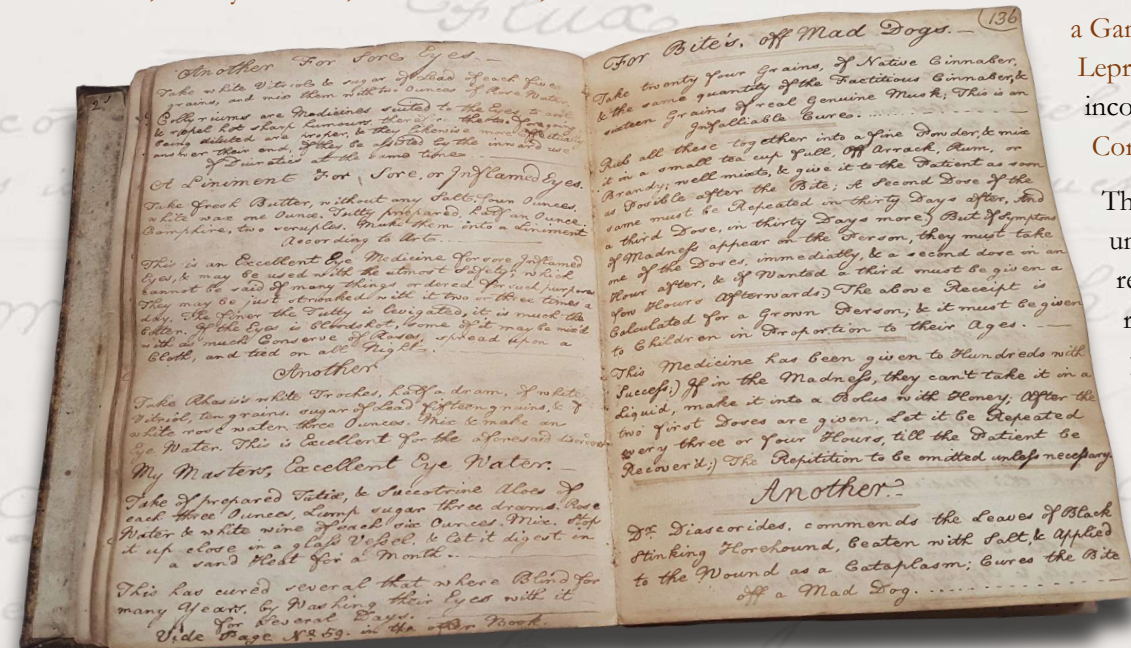 Flux
Another For Sore Eyes.—
Take white Vitriol & sugar of Lead of each five
grains, and mix them with two Ounces of Rose Water,
Collyriums are Medicines suited to the Eyes to
& repel hot sharp humours, therefore these two foregoing
being diluted are proper, & they likewise more effectually
answer their end, if they be assisted by the inward use
of Diuretics at the same time.
A Liniment For Sore, or Inflamed Eyes.
Take fresh Butter, without any Salt, four Ounces,
white wax one Ounce, Tutty prepared, half an Ounce.
Camphire, two scruples. Make them into a Liniment
According to Arts.
This is an Excellent Eye Medicine for sore Inflamed
Eyes, & may be used with the utmost Safety, which
cannot be said of many things ordered for such purpose
They may be just stroaked with it two or three times a
day. The finer the Tutty is Levigated, it is much the
better. If the Eyes is bloodshot, some of it may be mix'd
with as much Conserve of Roses, spread upon a
Cloth, and tied on all Night.
Another
Take Rhasis's white Troches, half a dram, of white
Vitriol, ten grains. sugar of Lead fifteen grains, & of
white rose water three Ounces. Mix & make an
Eye Water. This is Excellent for the aforesaid
My Masters, Excellent Eye Water.—
Take of prepared Tutia, & Succotrine Aloes of
each three Ounces, Lump sugar three drams. Rose
Water & white wine of each six Ounces. Mix. Stop
it up close in a glass Vessel, & let it digest in
a sand Heat for a Month.
This has cured several that where Blind for
many Years, by Washing their Eyes with it
for Several Days.
Vide Page No. 59. in the other Book.
136
For Bite's, off Mad Dogs.—
Take twenty four Grains, of Native Cinnaber,
& the same quantity of the Factitious Cinnaber, &
sixteen Grains of real Genuine Musk; This is an
Infalliable Cure.
Rub all these together into a fine Powder, & mix
it in a small tea cup full, off Arrack, Rum, or
Brandy; well mixt, & give it to the Patient as soon
as Posible after the Bite; A Second Dose of the
same must be Repeated in thirty Days after, And
a third Dose, in thirty Days more; But if Symptoms
of Madness appear on the Person, they must take
one of the Doses, immediately, & a second dose in an
Hour after, & if Wanted a third must be given a
few Hours Afterwards.) The above Receipt is
Calculated for a Grown Person; & it must be given
to Children in Proportion to their Ages. —
This Medicine has been given to Hundreds with
Success:) If in the Madness, they can't take it in a
Liquid, make it into a Bolus with Honey; After the
two first Doses are given, Let it be Repeated
every three or four Hours, till the Patient be
Recover'd:) The Repitition to be omitted unless necessary.
Another
Dr. Diascorides, commends the Leaves of Black
Stinking Horehound, beaten with Salt, & Applied
to the Wound as a Cataplasm; Cures the Bite
off a Mad Dog.
a Gar
Lepr
inco
Cor
Th
un
re